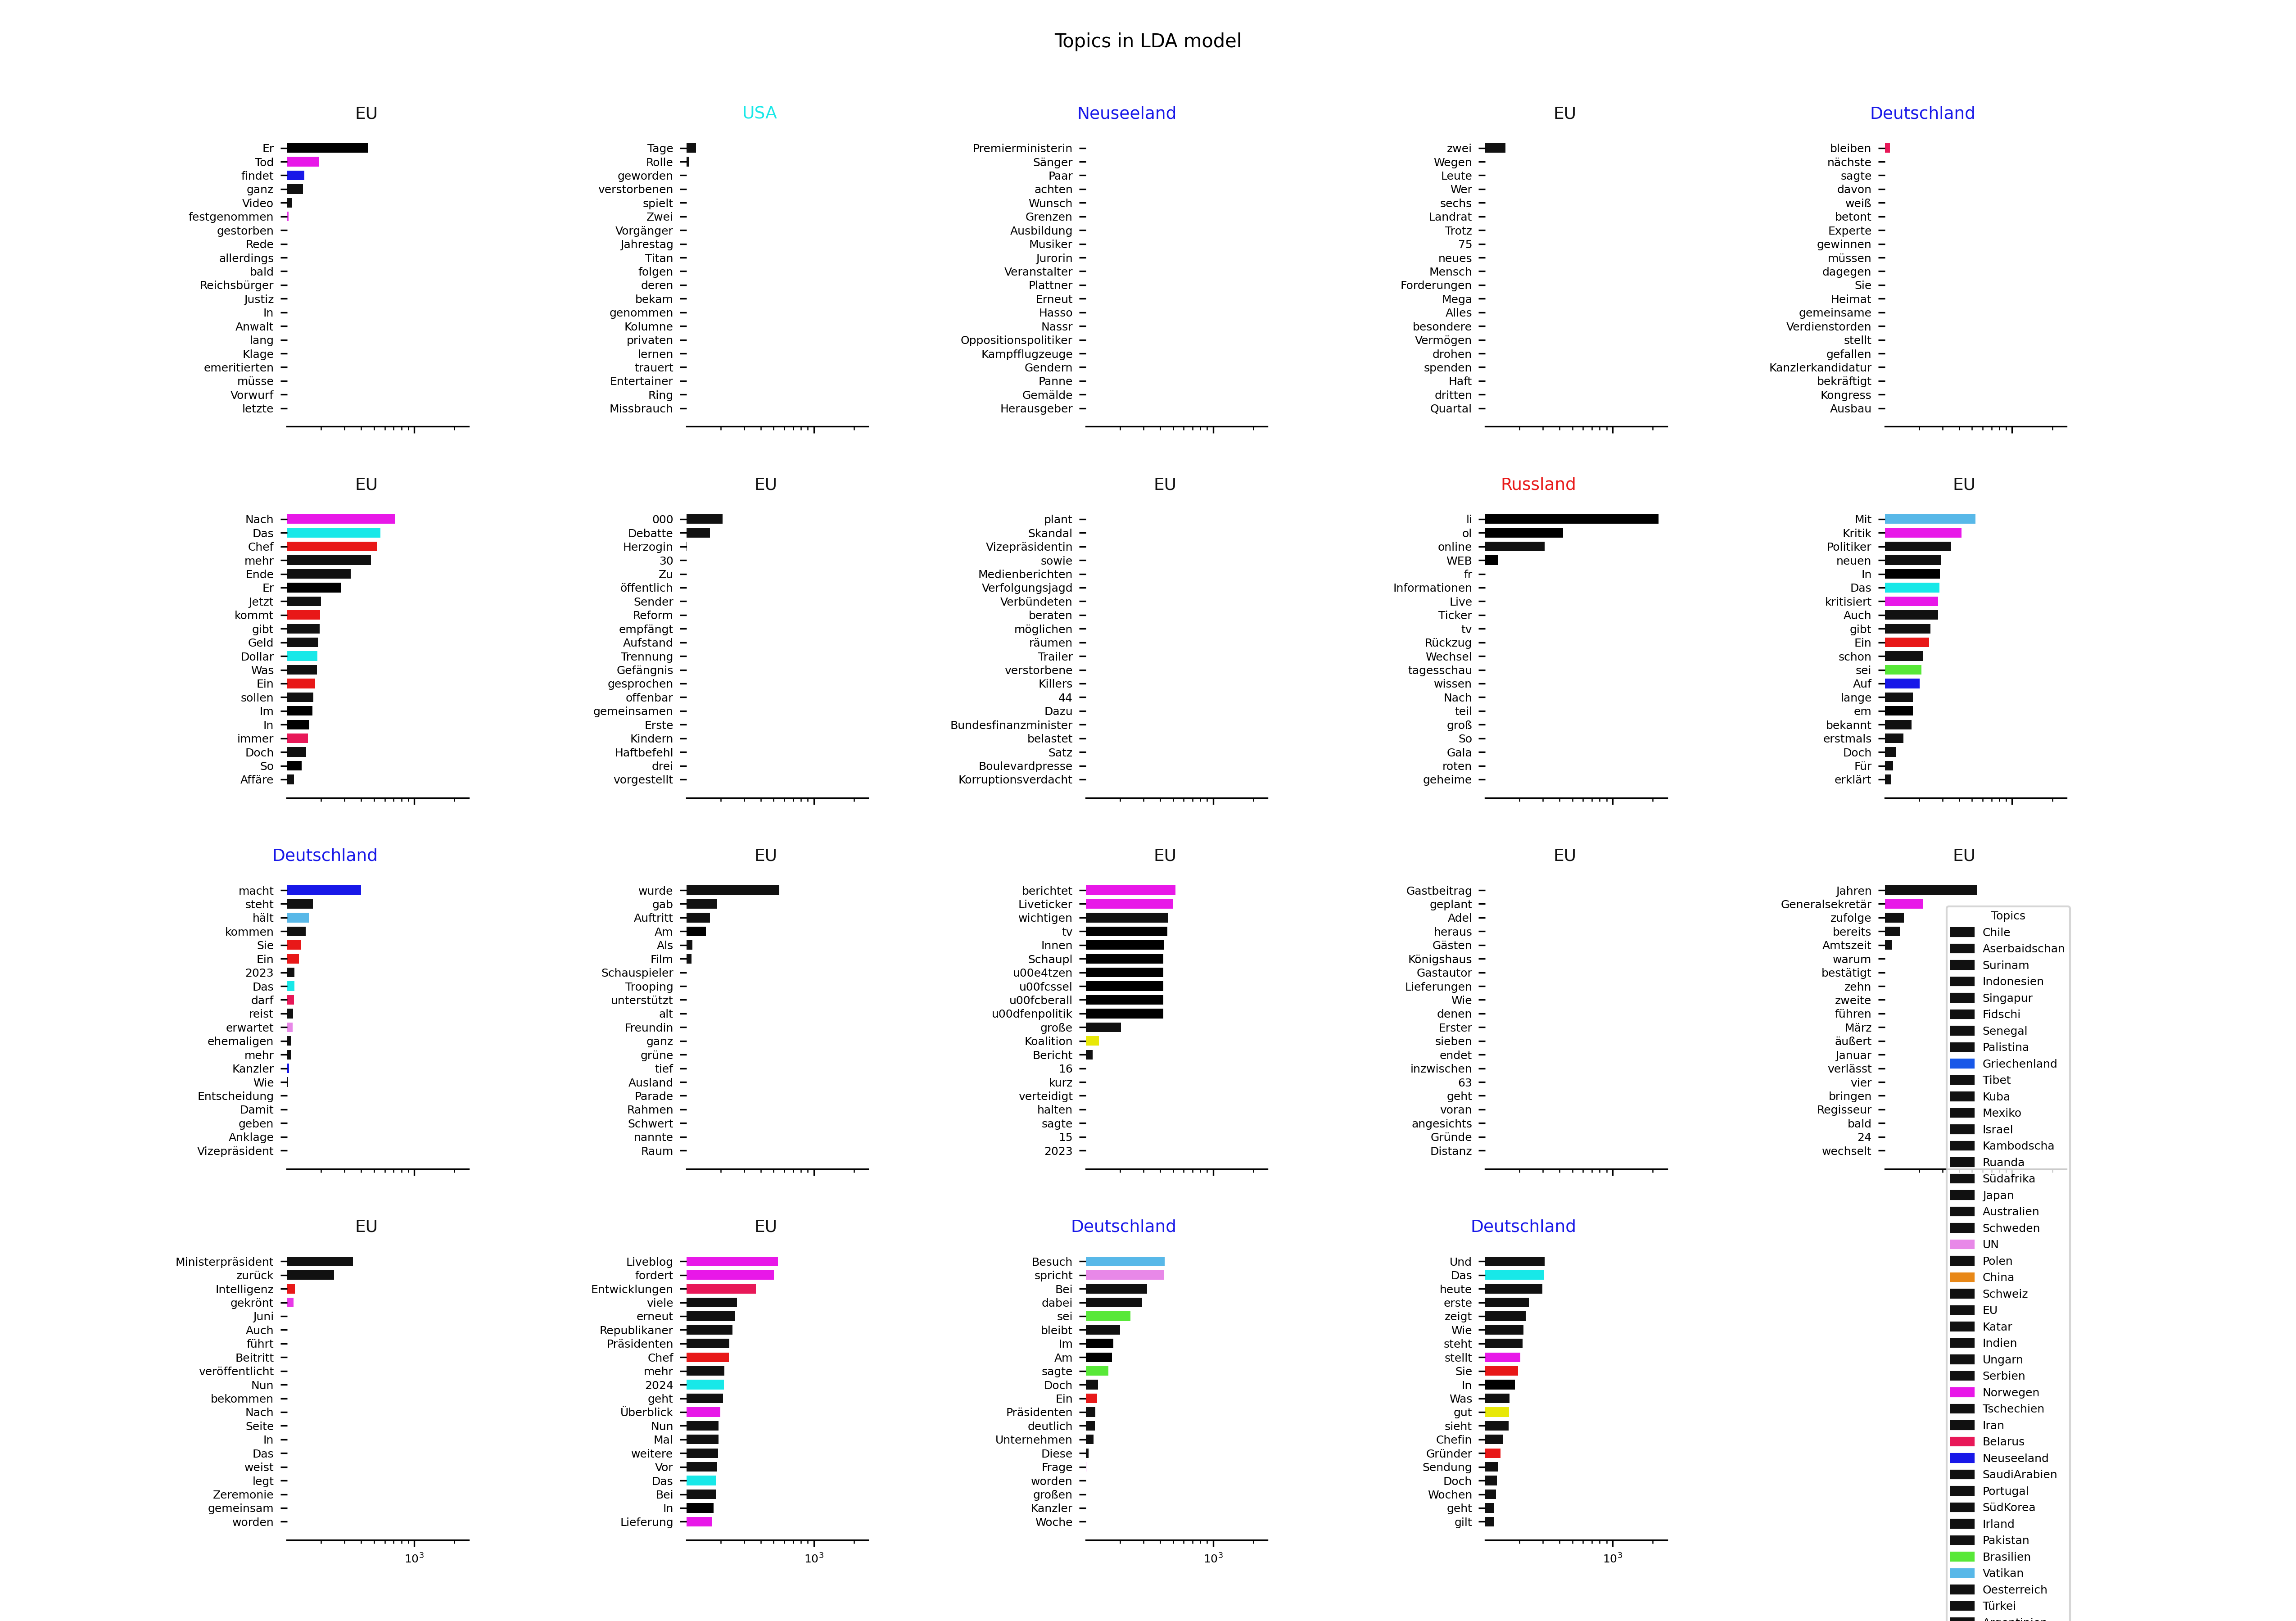 Topics in LDA model
EU
Er
Tod
findet
ganz
Video
festgenommen
gestorben
Rede
allerdings
bald
Reichsbürger
Justiz
In
Anwalt
lang
Klage
emeritierten
müsse
Vorwurf
letzte
USA
Tage
Rolle
geworden
verstorbenen
spielt
Zwei
Vorgänger
Jahrestag
Titan
folgen
deren
bekam
genommen
Kolumne
privaten
lernen
trauert
Entertainer
Ring
Missbrauch
Neuseeland
Premierministerin
Sänger
Paar
achten
Wunsch
Grenzen
Ausbildung
Musiker
Jurorin
Veranstalter
Plattner
Erneut
Hasso
Nassr
Oppositionspolitiker
Kampfflugzeuge
Gendern
Panne
Gemälde
Herausgeber
EU
zwei
Wegen
Leute
Wer
sechs
Landrat
Trotz
75
neues
Mensch
Forderungen
Mega
Alles
besondere
Vermögen
drohen
spenden
Haft
dritten
Quartal
Deutschland
bleiben
nächste
sagte
davon
weiß
betont
Experte
gewinnen
müssen
dagegen
Sie
Heimat
gemeinsame
Verdienstorden
stellt
gefallen
Kanzlerkandidatur
bekräftigt
Kongress
Ausbau
EU
Nach
Das
Chef
mehr
Ende
Er
Jetzt
kommt
gibt
Geld
Dollar
Was
Ein
sollen
Im
In
immer
Doch
So
Affäre
EU
000
Debatte
Herzogin
30
Zu
öffentlich
Sender
Reform
empfängt
Aufstand
Trennung
Gefängnis
gesprochen
offenbar
gemeinsamen
Erste
Kindern
Haftbefehl
drei
vorgestellt
EU
plant
Skandal
Vizepräsidentin
sowie
Medienberichten
Verfolgungsjagd
Verbündeten
beraten
möglichen
räumen
Trailer
verstorbene
Killers
44
Dazu
Bundesfinanzminister
belastet
Satz
Boulevardpresse
Korruptionsverdacht
Russland
li
ol
online
WEB
fr
Informationen
Live
Ticker
tv
Rückzug
Wechsel
tagesschau
wissen
Nach
teil
groß
So
Gala
roten
geheime
EU
Mit
Kritik
Politiker
neuen
In
Das
kritisiert
Auch
gibt
Ein
schon
sei
Auf
lange
em
bekannt
erstmals
Doch
Für
erklärt
Deutschland
macht
steht
hält
kommen
Sie
Ein
2023
Das
darf
reist
erwartet
ehemaligen
mehr
Kanzler
Wie
Entscheidung
Damit
geben
Anklage
Vizepräsident
EU
wurde
gab
Auftritt
Am
Als
Film
Schauspieler
Trooping
unterstützt
alt
Freundin
ganz
grüne
tief
Ausland
Parade
Rahmen
Schwert
nannte
Raum
EU
berichtet
Liveticker
wichtigen
tv
Innen
Schaupl
u00e4tzen
u00fcssel
u00fcberall
u00dfenpolitik
große
Koalition
Bericht
16
kurz
verteidigt
halten
sagte
15
2023
EU
Gastbeitrag
geplant
Adel
heraus
Gästen
Königshaus
Gastautor
Lieferungen
Wie
denen
Erster
sieben
endet
inzwischen
63
geht
voran
angesichts
Gründe
Distanz
EU
Jahren
Generalsekretär
zufolge
bereits
Amtszeit
warum
bestätigt
zehn
zweite
führen
März
äußert
Januar
verlässt
vier
bringen
Regisseur
bald
24
wechselt
EU
Ministerpräsident
zurück
Intelligenz
gekrönt
Juni
Auch
führt
Beitritt
veröffentlicht
Nun
bekommen
Nach
Seite
In
Das
weist
legt
Zeremonie
gemeinsam
worden
10³
EU
Liveblog
fordert
Entwicklungen
viele
erneut
Republikaner
Präsidenten
Chef
mehr
2024
geht
Überblick
Nun
Mal
weitere
Vor
Das
Bei
In
Lieferung
10³
Deutschland
Besuch
spricht
Bei
dabei
sei
bleibt
Im
Am
sagte
Doch
Ein
Präsidenten
deutlich
Unternehmen
Diese
Frage
worden
großen
Kanzler
Woche
10³
Deutschland
Und
Das
heute
erste
zeigt
Wie
steht
stellt
Sie
In
Was
gut
sieht
Chefin
Gründer
Sendung
Doch
Wochen
geht
gilt
10³
Topics
Chile
Aserbaidschan
Surinam
Indonesien
Singapur
Fidschi
Senegal
Palistina
Griechenland
Tibet
Kuba
Mexiko
Israel
Kambodscha
Ruanda
Südafrika
Japan
Australien
Schweden
UN
Polen
China
Schweiz
EU
Katar
Indien
Ungarn
Serbien
Norwegen
Tschechien
Iran
Belarus
Neuseeland
SaudiArabien
Portugal
SüdKorea
Irland
Pakistan
Brasilien
Vatikan
Oesterreich
Türkei